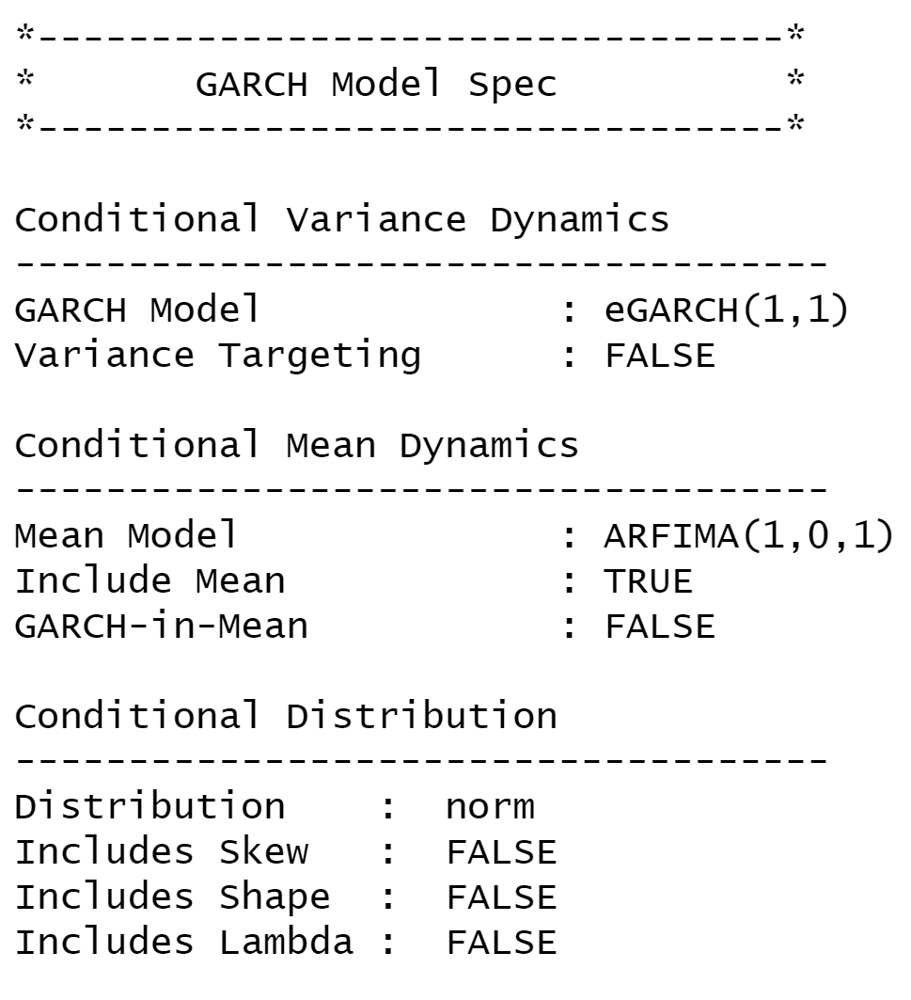 *---------------------------------*
*       GARCH Model Spec          *
*---------------------------------*

Conditional Variance Dynamics
------------------------------------
GARCH Model             : eGARCH(1,1)
Variance Targeting      : FALSE

Conditional Mean Dynamics
------------------------------------
Mean Model              : ARFIMA(1,0,1)
Include Mean            : TRUE
GARCH-in-Mean           : FALSE

Conditional Distribution
------------------------------------
Distribution    :  norm
Includes Skew   :  FALSE
Includes Shape  :  FALSE
Includes Lambda :  FALSE